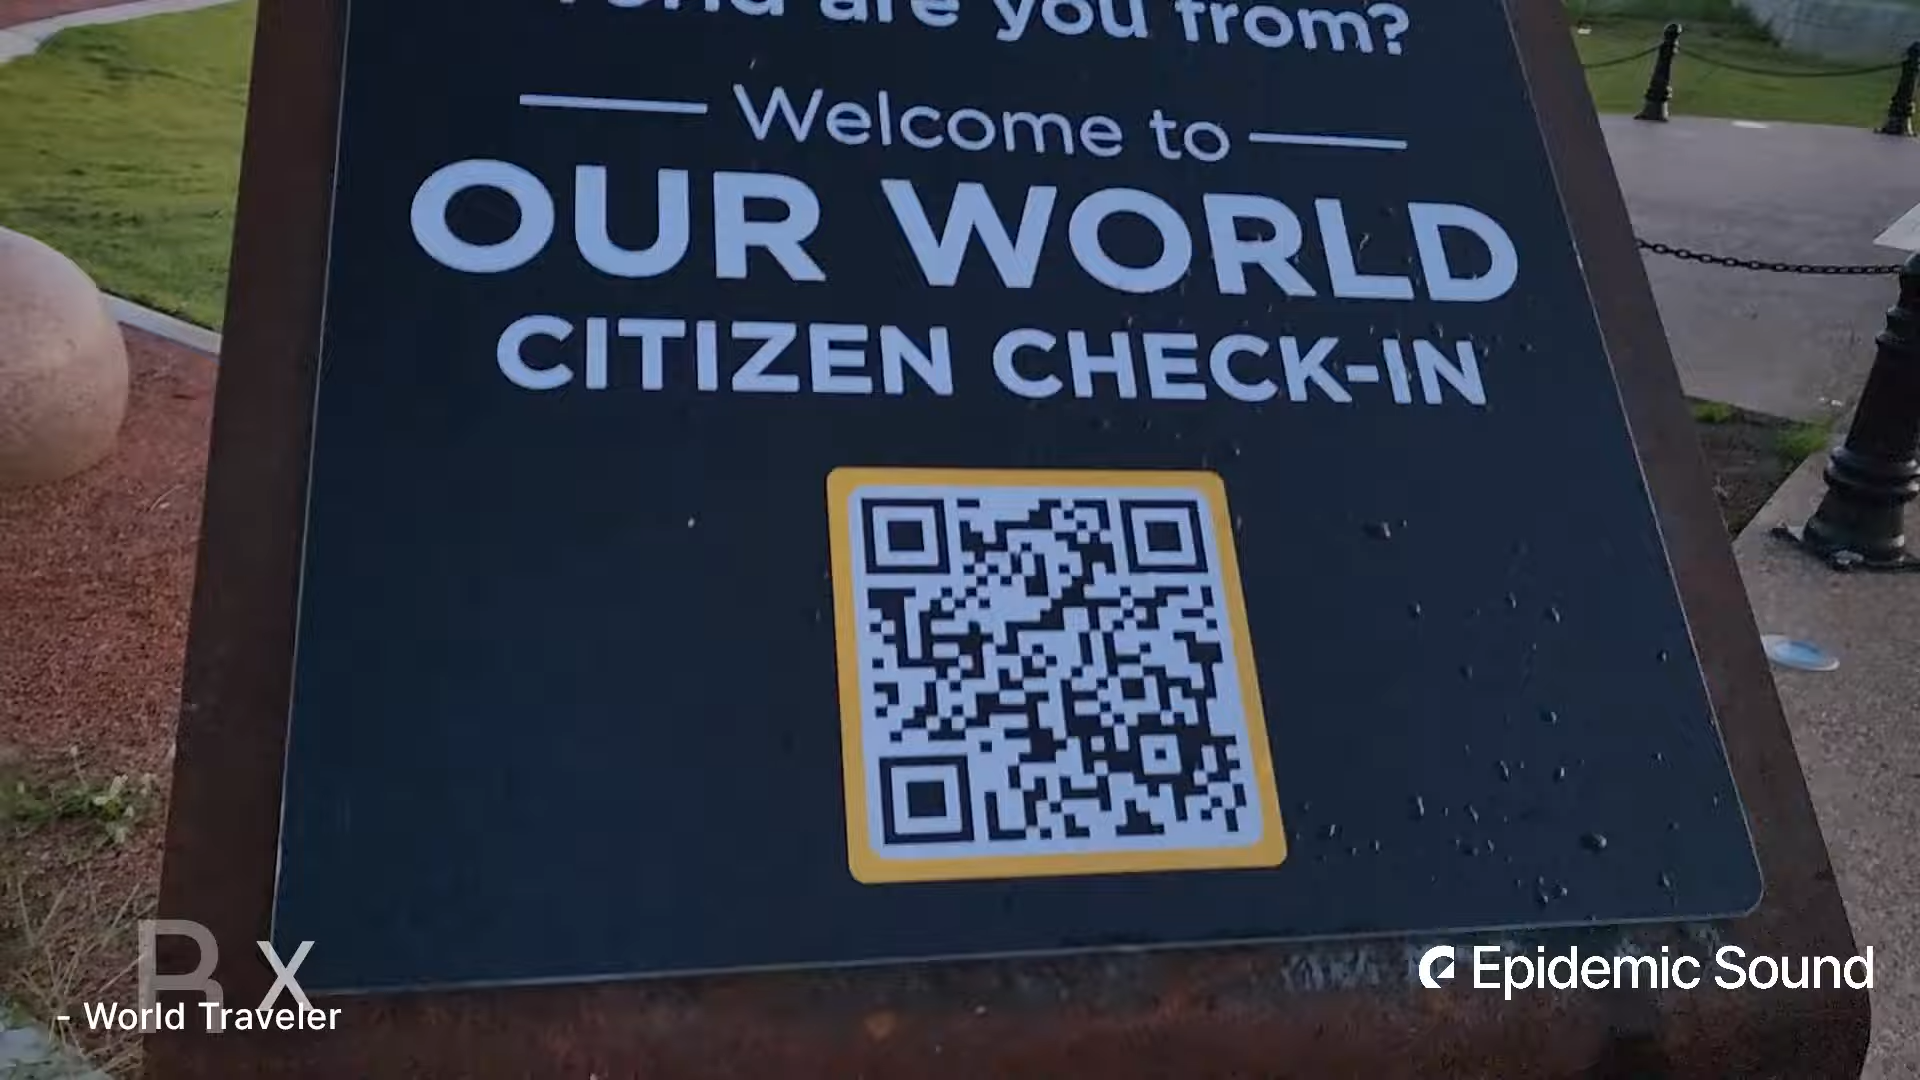 are you from?
Welcome to
OUR WORLD
CITIZEN CHECK-IN
Epidemic Sound
- World Traveler